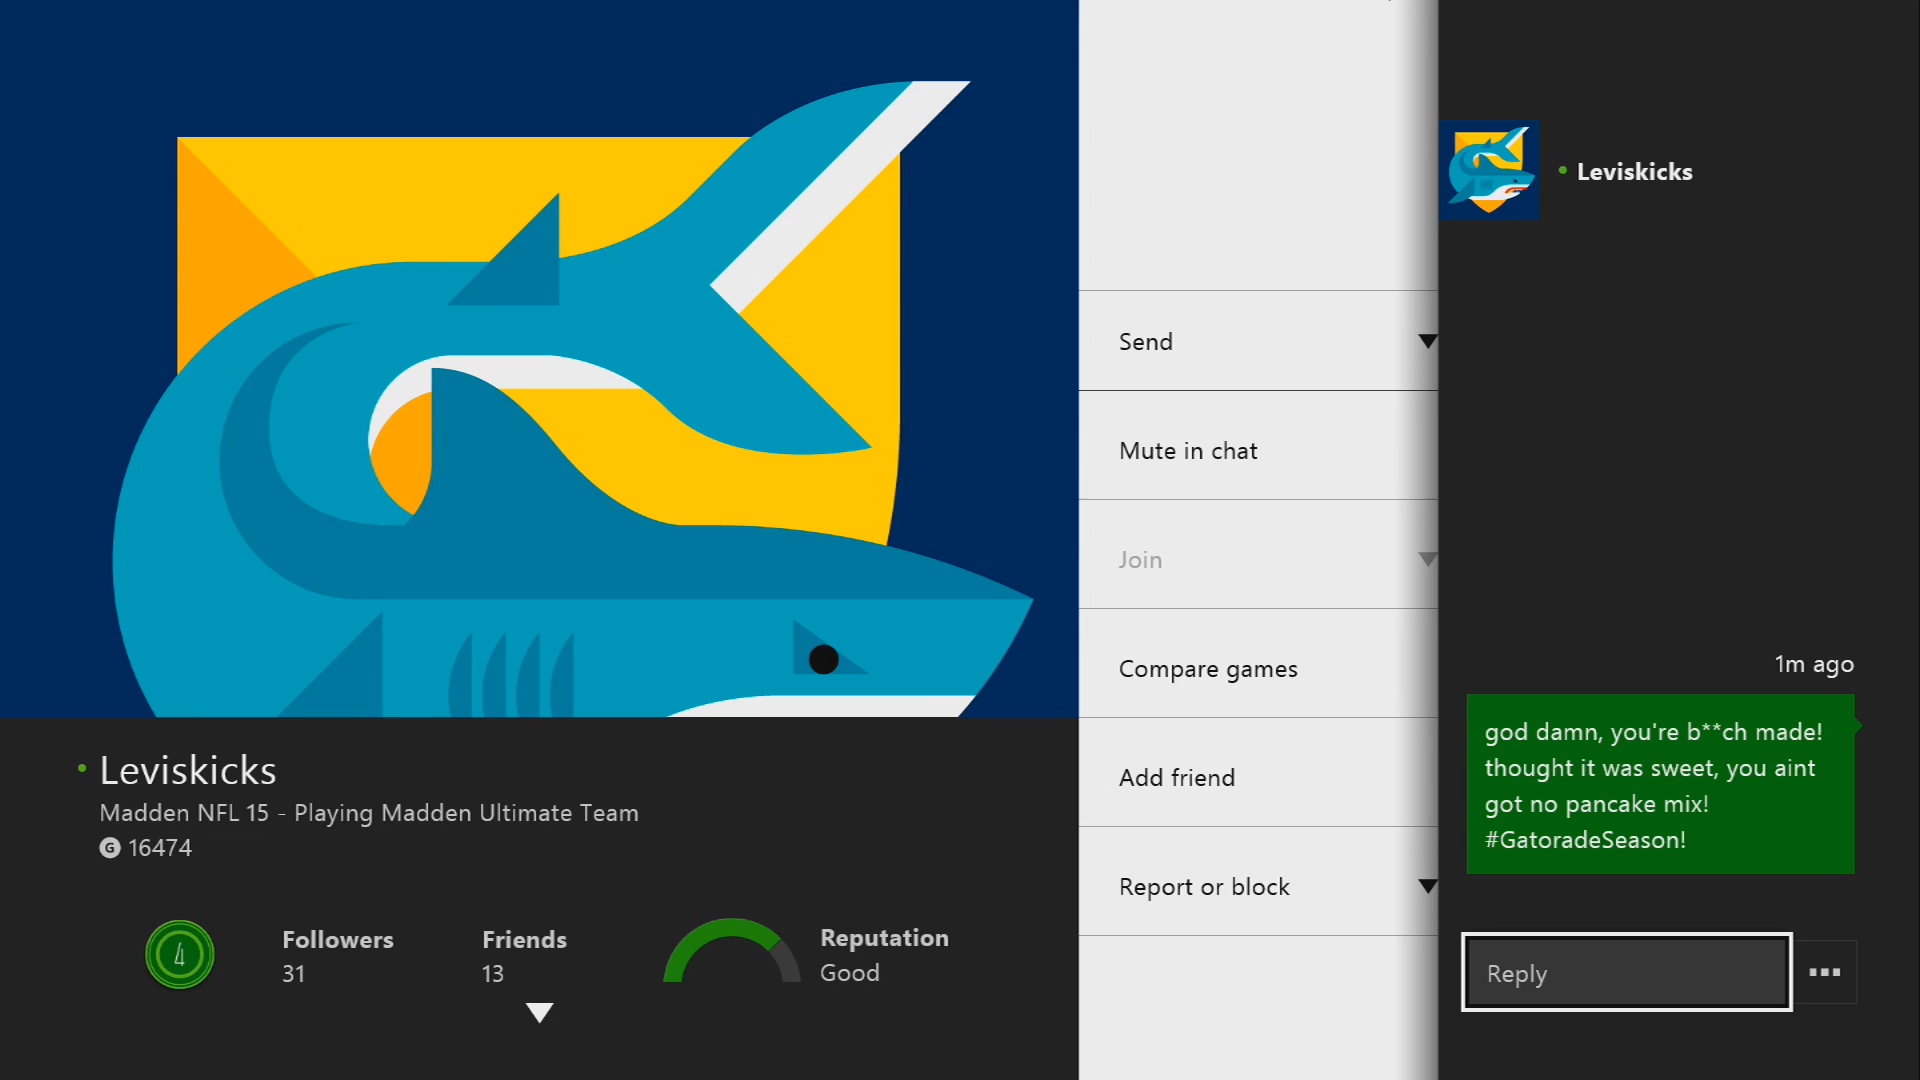 Leviskicks
Madden NFL 15 - Playing Madden Ultimate Team
G 16474
4
Followers
31
Friends
13
Reputation
Good
Send
Mute in chat
Join
Compare games
Add friend
Report or block
Leviskicks
1m ago
god damn, you're b**ch made!
thought it was sweet, you aint
got no pancake mix!
#GatoradeSeason!
Reply